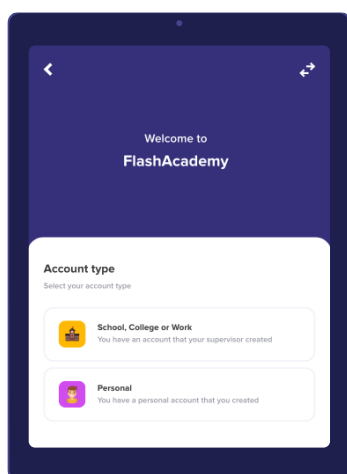 Welcome to
FlashAcademy
Account type
Select your account type
School, College or Work
You have an account that your supervisor created
Personal
You have a personal account that you created